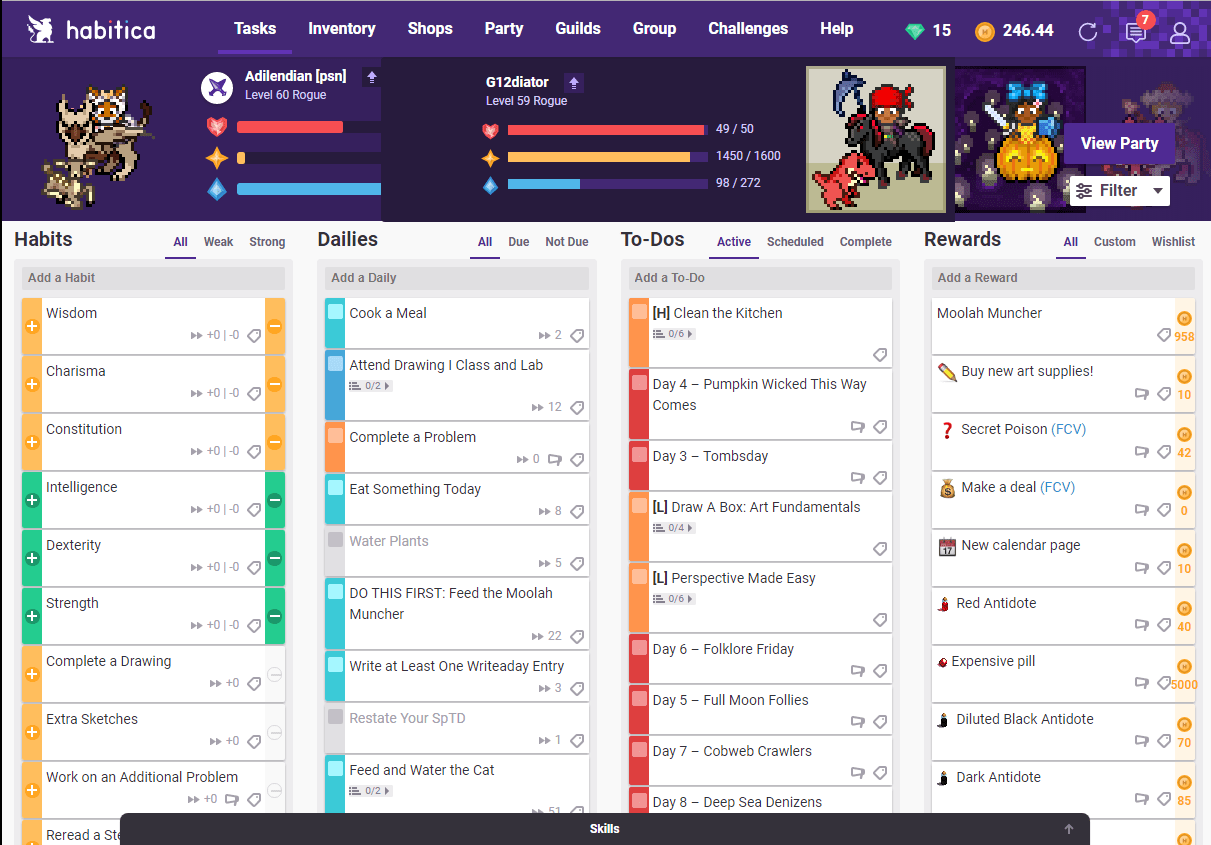 habitica
Tasks
Inventory
Shops
Party
Guilds
Group
Challenges
Help
15
246.44
7
Adilendian [psn]
Level 60 Rogue
G12diator
Level 59 Rogue
49 / 50
1450 / 1600
98 / 272
View Party
Filter
Habits
All
Weak
Strong
Add a Habit
Wisdom
+0 | -0
Charisma
+0 | -0
Constitution
+0 | -0
Intelligence
+0 | -0
Dexterity
+0 | -0
Strength
+0 | -0
Complete a Drawing
+0
Extra Sketches
+0
Work on an Additional Problem
+0
Reread a Ste
Dailies
All
Due
Not Due
Add a Daily
Cook a Meal
2
Attend Drawing I Class and Lab
0/2
12
Complete a Problem
0
Eat Something Today
8
Water Plants
5
DO THIS FIRST: Feed the Moolah
Muncher
22
Write at Least One Writeaday Entry
3
Restate Your SpTD
1
Feed and Water the Cat
0/2
51
To-Dos
Active
Scheduled
Complete
Add a To-Do
[H] Clean the Kitchen
0/6
Day 4 – Pumpkin Wicked This Way
Comes
Day 3 – Tombsday
[L] Draw A Box: Art Fundamentals
0/4
[L] Perspective Made Easy
0/6
Day 6 – Folklore Friday
Day 5 – Full Moon Follies
Day 7 – Cobweb Crawlers
Day 8 – Deep Sea Denizens
Rewards
All
Custom
Wishlist
Add a Reward
Moolah Muncher
958
Buy new art supplies!
10
Secret Poison (FCV)
42
Make a deal (FCV)
0
17
New calendar page
10
Red Antidote
40
Expensive pill
5000
Diluted Black Antidote
70
Dark Antidote
85
Skills